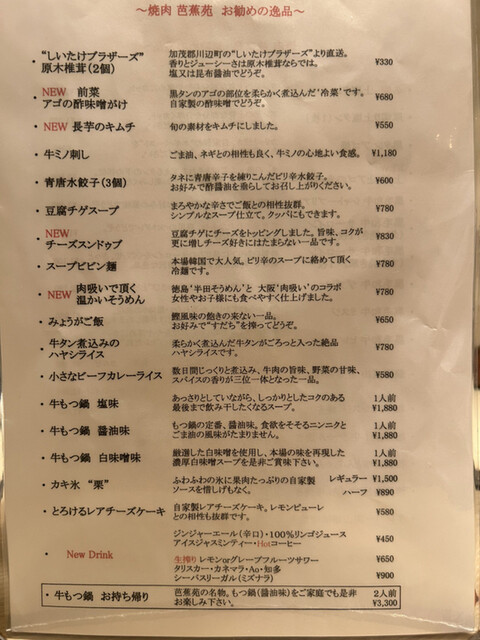 ～焼肉 芭蕉苑　お勧めの逸品～
・“しいたけブラザーズ”
原木椎茸(2個)
加茂郡川辺町の“しいたけブラザーズ”より直送。
香りとジューシーさは原木椎茸ならでは。
塩又は昆布醤油でどうぞ。
¥330
・NEW 前菜
アゴの酢味噌がけ
黒タンのアゴの部位を柔らかく煮込んだ‘冷菜’です。
自家製の酢味噌でどうぞ。
¥680
・NEW 長芋のキムチ
旬の素材をキムチにしました。
¥550
・牛ミノ刺し
ごま油、ネギとの相性も良く、牛ミノの心地よい食感。
¥1,180
・青唐水餃子(3個)
タネに青唐辛子を練りこんだピリ辛水餃子。
お好みで酢醤油を垂らしてお召し上がりください。
¥600
・豆腐チゲスープ
まろやかな辛さでご飯との相性抜群。
シンプルなスープ仕立て。クッパにもできます。
¥780
・NEW
チーズスンドゥブ
豆腐チゲにチーズをトッピングしました。旨味、コクが
更に増しチーズ好きにはたまらない一品です。
¥830
・スープビビン麺
本場韓国で大人気。ピリ辛のスープに絡めて頂く
冷麺です。
¥780
・NEW 肉吸いで頂く
温かいそうめん
徳島‘半田そうめん’と 大阪‘肉吸い’のコラボ
女性やお子様にも食べやすく仕上げました。
¥780
・みょうがご飯
鰹風味の飽きの来ない一品。
お好みで“すだち”を搾ってどうぞ。
¥650
・牛タン煮込みの
ハヤシライス
柔らかく煮込んだ牛タンがごろっと入った絶品
ハヤシライスです。
¥780
・小さなビーフカレーライス
数日間じっくりと煮込み、牛肉の旨味、野菜の甘味、
スパイスの香りが三位一体となった一品。
¥580
・牛もつ鍋 塩味
あっさりとしていながら、しっかりとしたコクのある
最後まで飲み干したくなるスープ。
1人前
¥1,880
・牛もつ鍋 醤油味
もつ鍋の定番、醤油味。食欲をそそるニンニクと
ごま油の風味がたまりません。
1人前
¥1,880
・牛もつ鍋 白味噌味
厳選した白味噌を使い、本場の味を再現した
濃厚白味噌スープを是非ご賞味下さい。
1人前
¥1,880
・カキ氷 “栗”
ふわふわの氷に果肉たっぷりの自家製
ソースを惜しげもなく。
レギュラー ¥1,500
ハーフ ¥890
・とろけるレアチーズケーキ
自家製レアチーズケーキ。レモンピューレ
との相性も抜群です。
¥580
・New Drink
ジンジャーエール(辛口)・100%リンゴジュース
アイスジャスミンティー・Hotコーヒー
¥450
生搾り レモンorグレープフルーツサワー
¥650
タリスカー・カネマラ・Ao・知多
シーバスリーガル(ミズナラ)
¥900
・牛もつ鍋 お持ち帰り
芭蕉苑の名物。もつ鍋(醤油味)をご家庭でも是非
お楽しみ下さい。
2人前
¥3,300